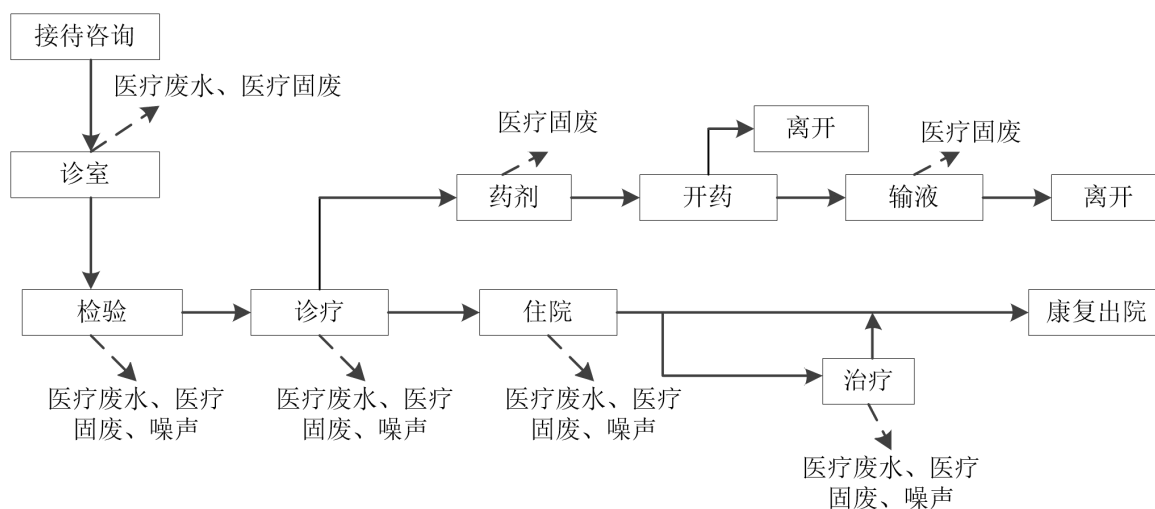 接待咨询
医疗废水、医疗固废
诊室
医疗固废
离开
医疗固废
药剂
开药
输液
离开
检验
诊疗
住院
康复出院
医疗废水、医疗
固废、噪声
医疗废水、医疗
固废、噪声
医疗废水、医疗
固废、噪声
治疗
医疗废水、医疗
固废、噪声